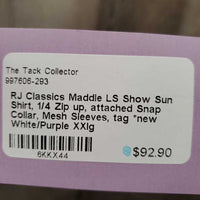 The Tack Collector
997606-293
RJ Classics Maddie LS Show Sun
Shirt, 1/4 Zip up, attached Snap
Collar, Mesh Sleeves, tag *new
White/Purple XXlg
6KKX44
$92.90